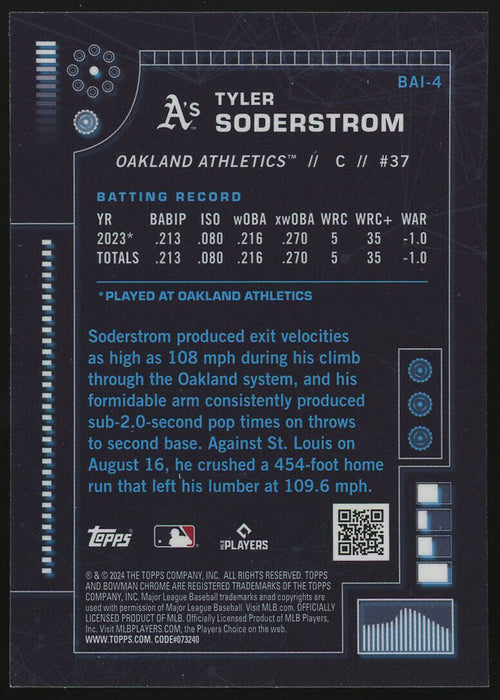 BAI-4
A's
TYLER
SODERSTROM
OAKLAND ATHLETICS™ // C // #37
BATTING RECORD
YR BABIP ISO wOBA xwOBA WRC WRC+ WAR
2023* .213 .080 .216 .270 5 35 -1.0
TOTALS .213 .080 .216 .270 5 35 -1.0
*PLAYED AT OAKLAND ATHLETICS
Soderstrom produced exit velocities
as high as 108 mph during his climb
through the Oakland system, and his
formidable arm consistently produced
sub-2.0-second pop times on throws
to second base. Against St. Louis on
August 16, he crushed a 454-foot home
run that left his lumber at 109.6 mph.
Topps
MLB PLAYERS
® & © 2024 THE TOPPS COMPANY, INC. ALL RIGHTS RESERVED. TOPPS
AND BOWMAN CHROME ARE REGISTERED TRADEMARKS OF THE TOPPS
COMPANY, INC. Major League Baseball trademarks and copyrights are
used with permission of Major League Baseball. Visit MLB.com. OFFICIALLY
LICENSED PRODUCT OF MLB. Officially Licensed Product of MLB Players,
Inc. Visit MLBPLAYERS.COM, the Players Choice on the web.
WWW.TOPPS.COM. CODE#073240